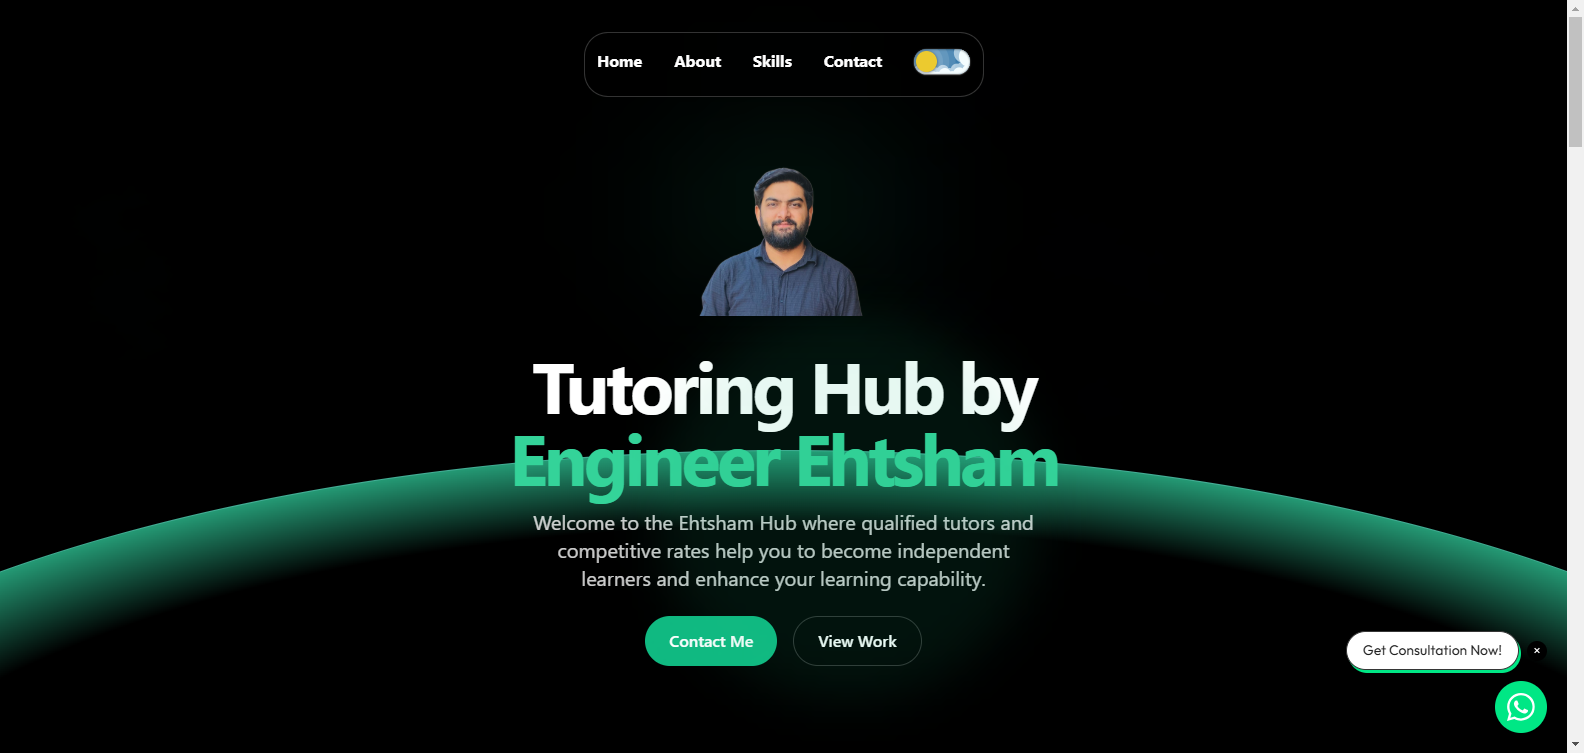 Home About Skills Contact
Tutoring Hub by
Engineer Ehtsham
Welcome to the Ehtsham Hub where qualified tutors and
competitive rates help you to become independent
learners and enhance your learning capability.
Contact Me View Work
Get Consultation Now! ×